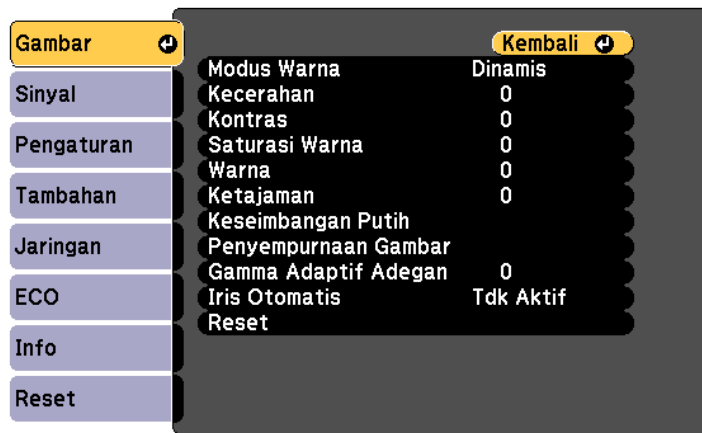 Gambar
Sinyal
Pengaturan
Tambahan
Jaringan
ECO
Info
Reset
Kembali
Modus Warna Dinamis
Kecerahan 0
Kontras 0
Saturasi Warna 0
Warna 0
Ketajaman 0
Keseimbangan Putih
Penyempurnaan Gambar
Gamma Adaptif Adegan 0
Iris Otomatis Tdk Aktif
Reset